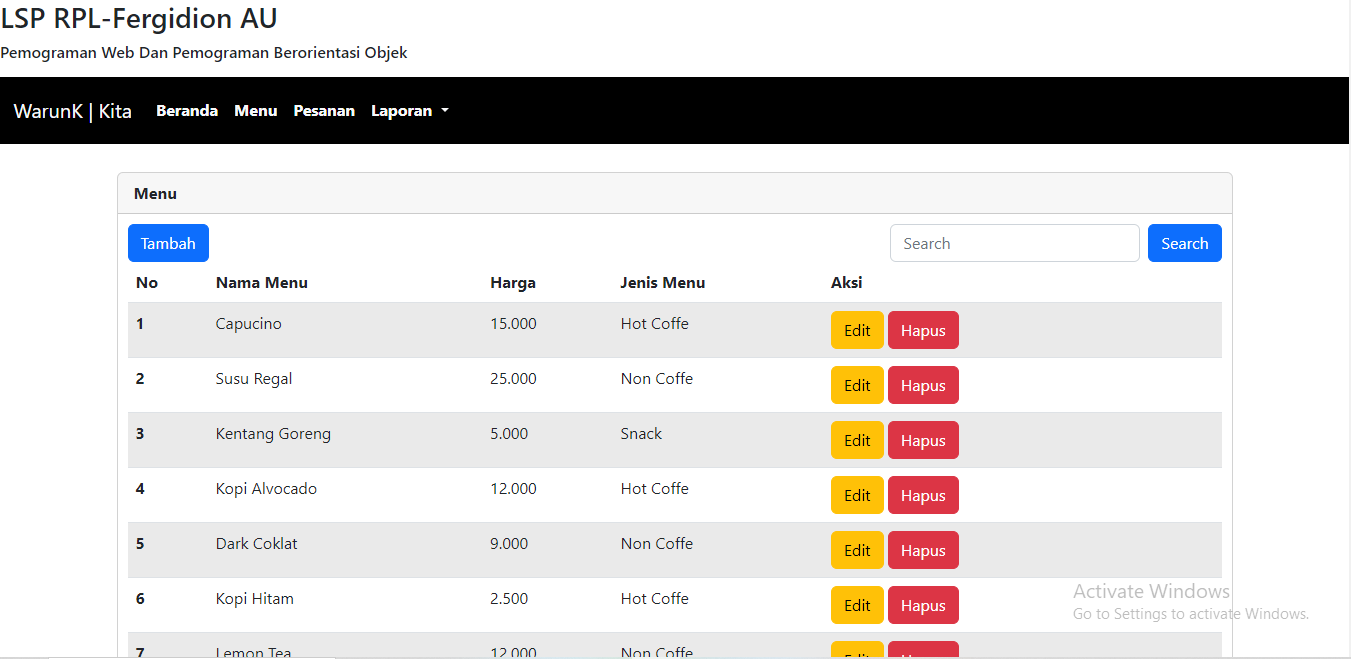 LSP RPL-Fergidion AU
Pemograman Web Dan Pemograman Berorientasi Objek
WarunK | Kita Beranda Menu Pesanan Laporan
Menu
Tambah Search Search
No Nama Menu Harga Jenis Menu Aksi
1 Capucino 15.000 Hot Coffe Edit Hapus
2 Susu Regal 25.000 Non Coffe Edit Hapus
3 Kentang Goreng 5.000 Snack Edit Hapus
4 Kopi Alvocado 12.000 Hot Coffe Edit Hapus
5 Dark Coklat 9.000 Non Coffe Edit Hapus
6 Kopi Hitam 2.500 Hot Coffe Edit Hapus
Activate Windows
Go to Settings to activate Windows.
7 Lemon Tea 12.000 Non Coffe Edit Hapus